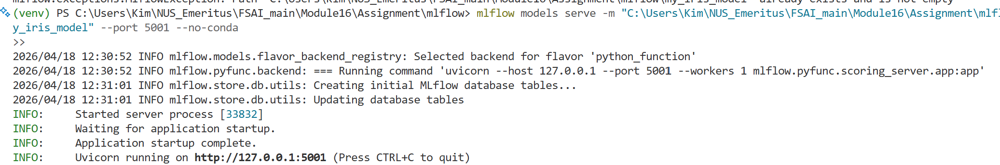 mlflow.exceptions.MlflowException: Path 'C:\Users\Kim\NUS_Emeritus\FSAI_main\Module16\Assignment\mlflow\my_iris_model' already exists and is not empty
(venv) PS C:\Users\Kim\NUS_Emeritus\FSAI_main\Module16\Assignment\mlflow> mlflow models serve -m "C:\Users\Kim\NUS_Emeritus\FSAI_main\Module16\Assignment\mlfl
y_iris_model" --port 5001 --no-conda
>>
2026/04/18 12:30:52 INFO mlflow.models.flavor_backend_registry: Selected backend for flavor 'python_function'
2026/04/18 12:30:52 INFO mlflow.pyfunc.backend: === Running command 'uvicorn --host 127.0.0.1 --port 5001 --workers 1 mlflow.pyfunc.scoring_server.app:app'
2026/04/18 12:31:01 INFO mlflow.store.db.utils: Creating initial MLflow database tables...
2026/04/18 12:31:01 INFO mlflow.store.db.utils: Updating database tables
INFO:     Started server process [33832]
INFO:     Waiting for application startup.
INFO:     Application startup complete.
INFO:     Uvicorn running on http://127.0.0.1:5001 (Press CTRL+C to quit)